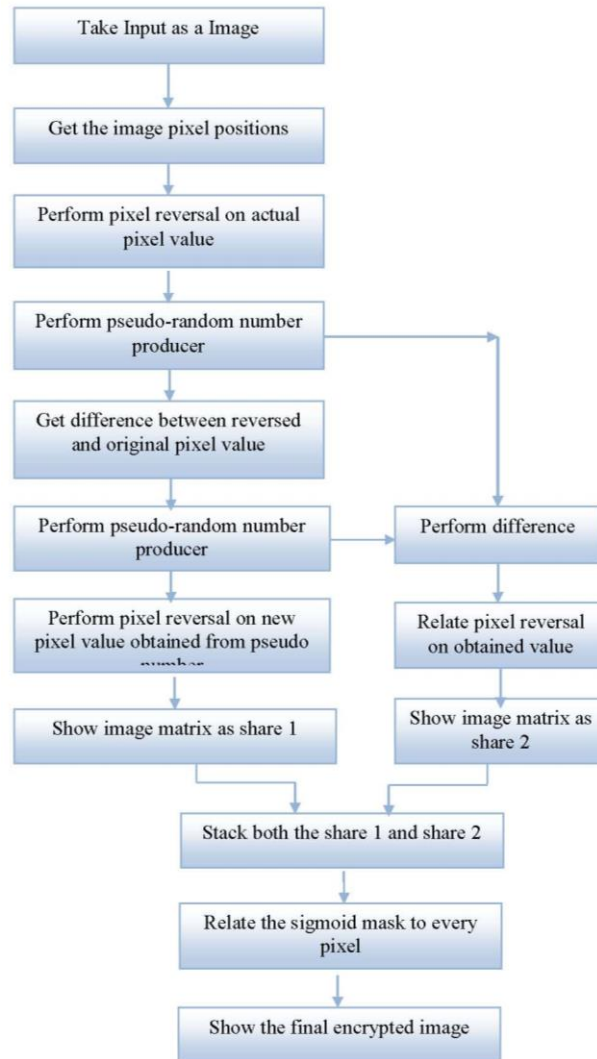 Take Input as a Image
Get the image pixel positions
Perform pixel reversal on actual
pixel value
Perform pseudo-random number
producer
Get difference between reversed
and original pixel value
Perform pseudo-random number
producer
Perform difference
Perform pixel reversal on new
pixel value obtained from pseudo
number
Relate pixel reversal
on obtained value
Show image matrix as share 1
Show image matrix as
share 2
Stack both the share 1 and share 2
Relate the sigmoid mask to every
pixel
Show the final encrypted image